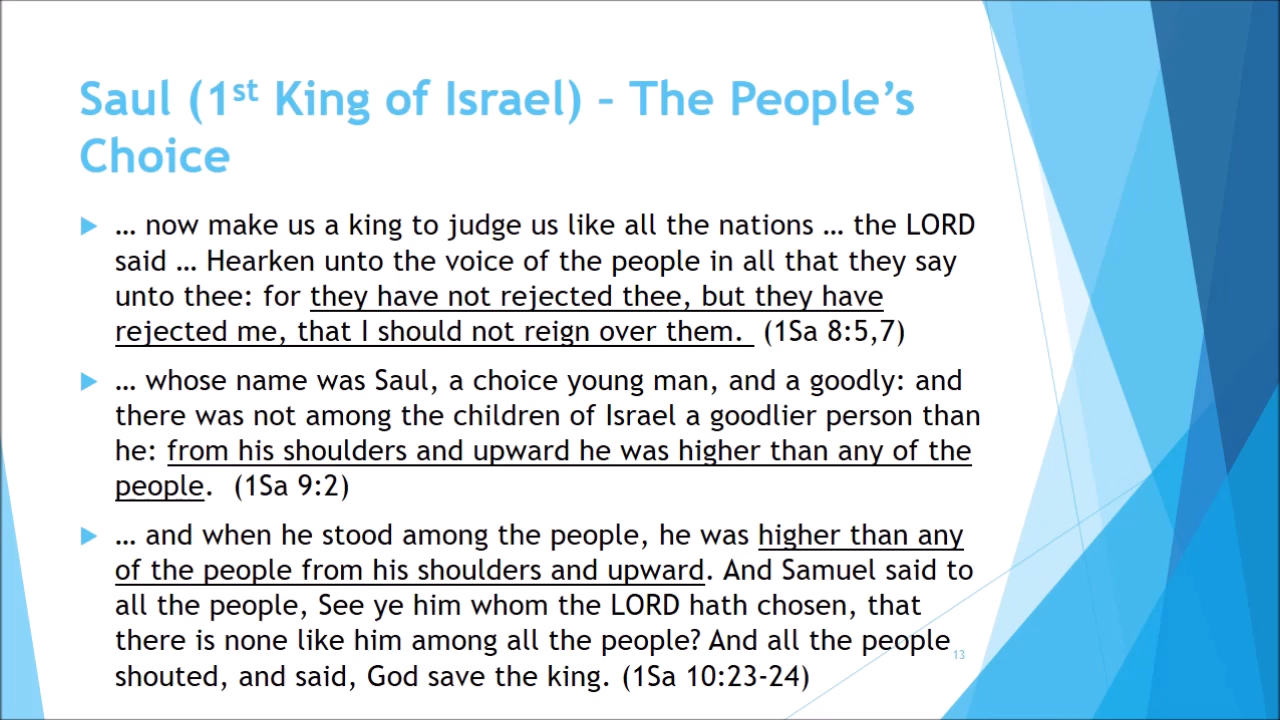 Saul (1st King of Israel) – The People’s
Choice
… now make us a king to judge us like all the nations … the LORD
said … Hearken unto the voice of the people in all that they say
unto thee: for they have not rejected thee, but they have
rejected me, that I should not reign over them.  (1Sa 8:5,7)
… whose name was Saul, a choice young man, and a goodly: and
there was not among the children of Israel a goodlier person than
he: from his shoulders and upward he was higher than any of the
people.  (1Sa 9:2)
… and when he stood among the people, he was higher than any
of the people from his shoulders and upward. And Samuel said to
all the people, See ye him whom the LORD hath chosen, that
there is none like him among all the people? And all the people
shouted, and said, God save the king. (1Sa 10:23-24)
13